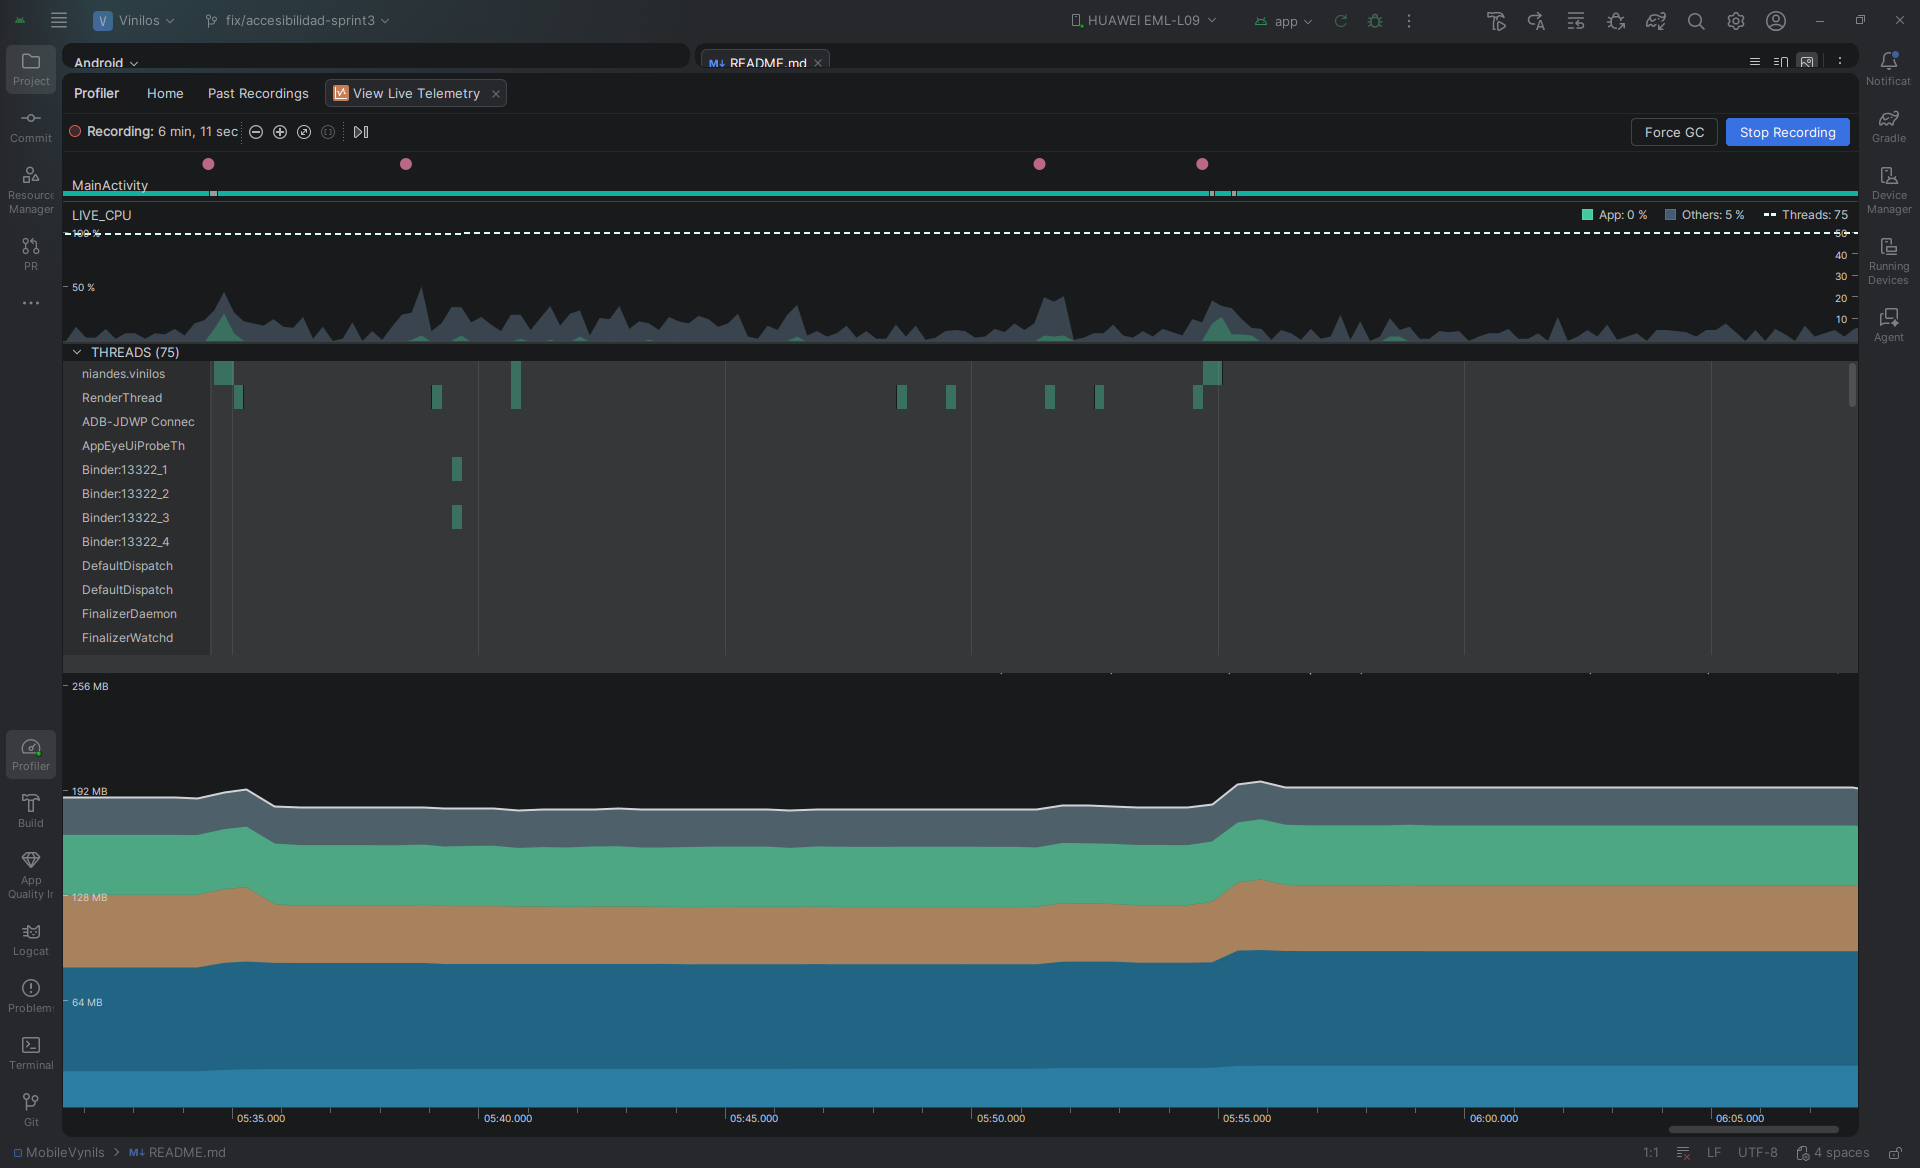 V Vinilos fix/accesibilidad-sprint3 HUAWEI EML-L09 app
Project
Commit
Resource
Manager
PR
Profiler
Build
App
Quality In
Logcat
Problem
Terminal
Git
Android
README.md
Profiler Home Past Recordings View Live Telemetry
Recording: 6 min, 11 sec Force GC Stop Recording
MainActivity
LIVE_CPU App: 0 % Others: 5 % Threads: 75
100 % 50
40
50 % 30
20
10
THREADS (75)
niandes.vinilos
RenderThread
ADB-JDWP Connec
AppEyeUiProbeTh
Binder:13322_1
Binder:13322_2
Binder:13322_3
Binder:13322_4
DefaultDispatch
DefaultDispatch
FinalizerDaemon
FinalizerWatchd
256 MB
192 MB
128 MB
64 MB
05:35.000 05:40.000 05:45.000 05:50.000 05:55.000 06:00.000 06:05.000
Notificat
Gradle
Device
Manager
Running
Devices
Agent
MobileVynils > README.md 1:1 LF UTF-8 4 spaces